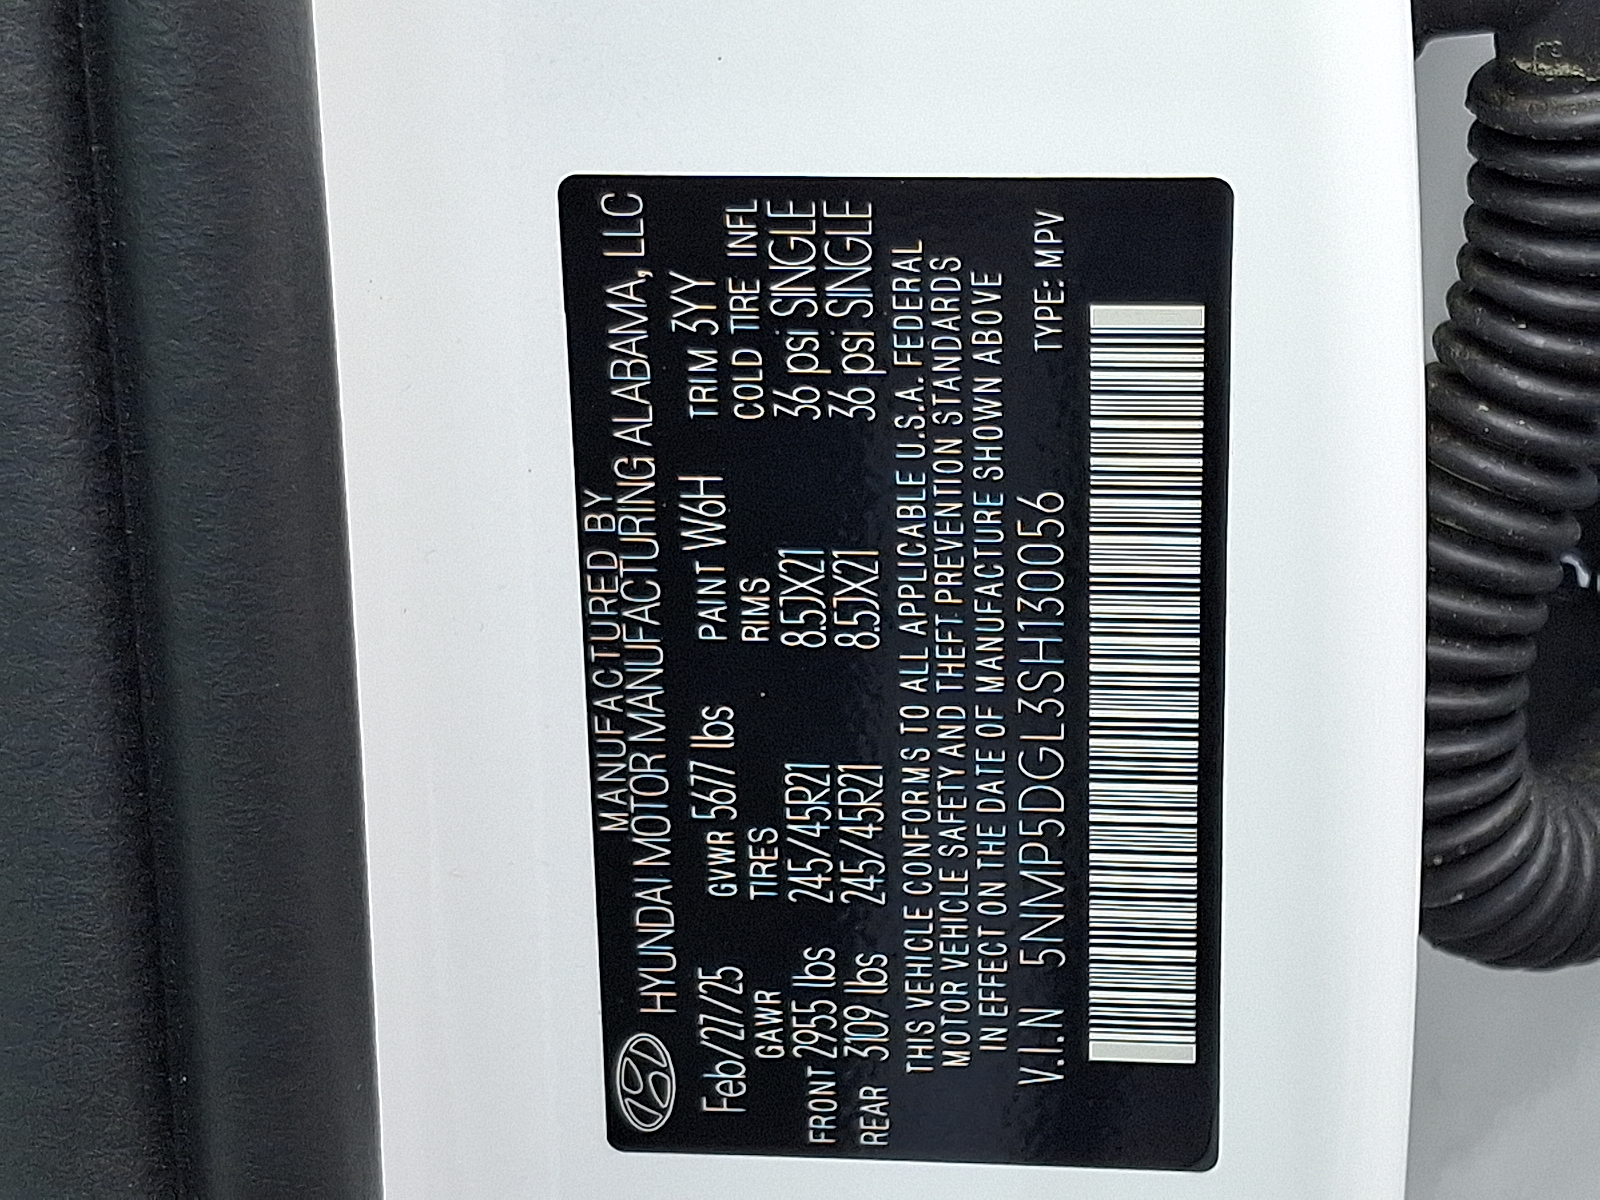 MANUFACTURED BY
HYUNDAI MOTOR MANUFACTURING ALABAMA, LLC
Feb/27/25 GVWR 5677 lbs PAINT W6H TRIM 3YY
GAWR TIRES RIMS COLD TIRE INFL
FRONT 2955 lbs 245/45R21 8.5JX21 36 psi SINGLE
REAR 3109 lbs 245/45R21 8.5JX21 36 psi SINGLE
THIS VEHICLE CONFORMS TO ALL APPLICABLE U.S.A. FEDERAL
MOTOR VEHICLE SAFETY AND THEFT PREVENTION STANDARDS
IN EFFECT ON THE DATE OF MANUFACTURE SHOWN ABOVE
V.I.N 5NMP5DGL3SH130056 TYPE: MPV